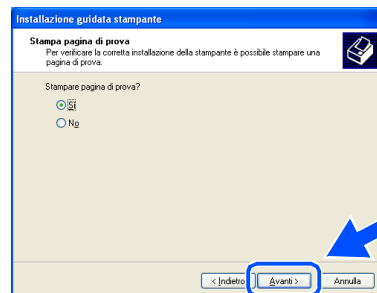 Installazione guidata stampante
Stampa pagina di prova
Per verificare la corretta installazione della stampante è possibile stampare una
pagina di prova.
Stampare pagina di prova?
Sì
No
< Indietro
Avanti >
Annulla